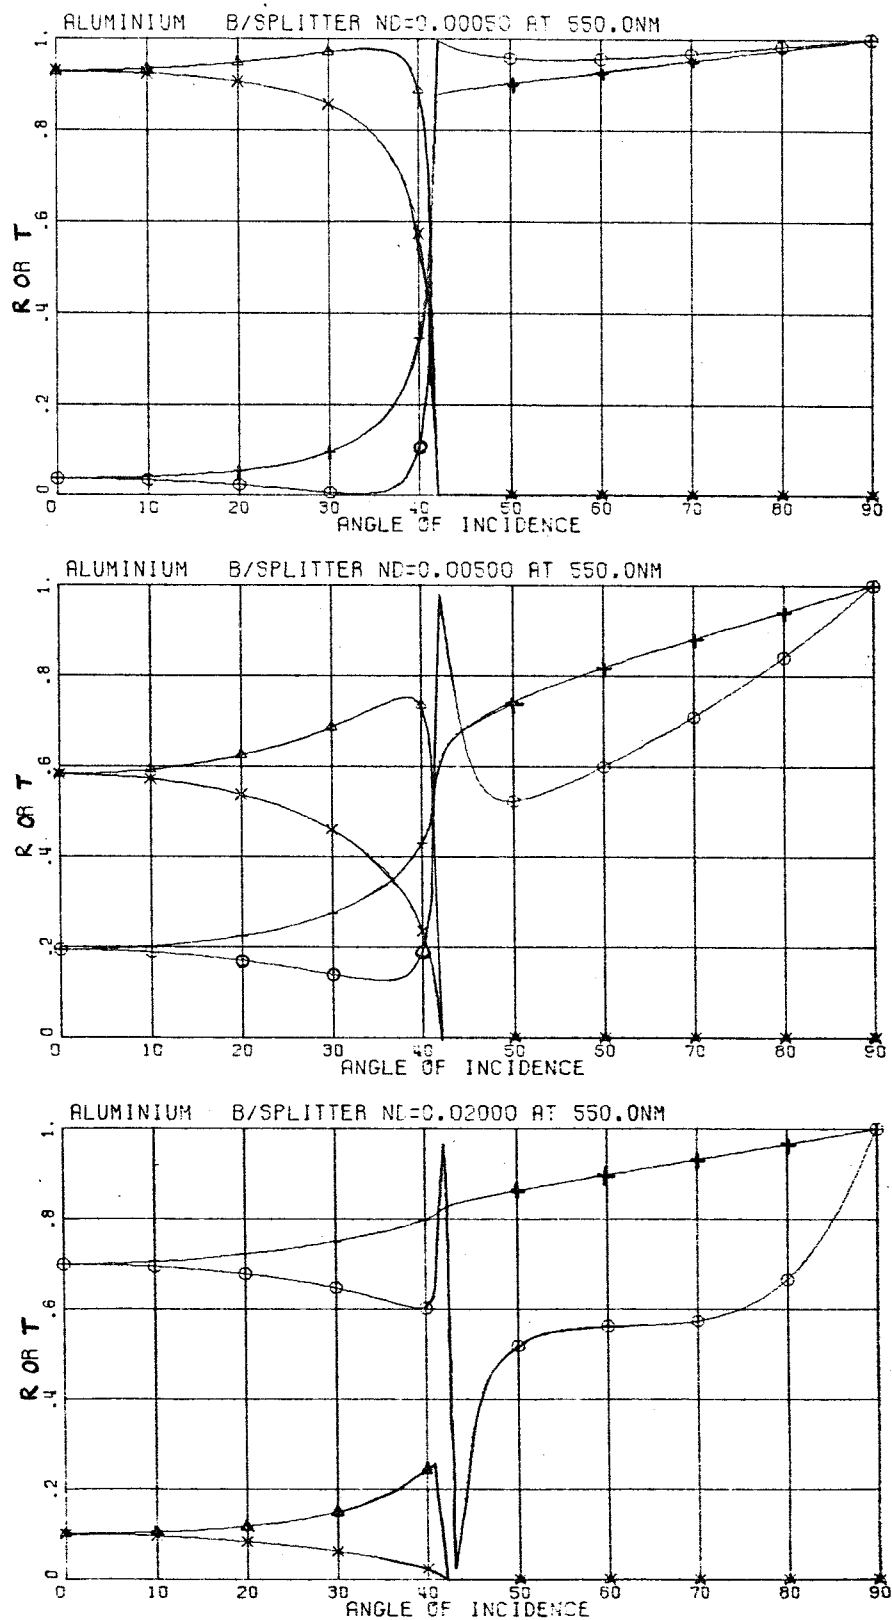 ALUMINIUM B/SPLITTER ND=0.00050 AT 550.0NM
1.
.8
.6
.4
.2
0
R OR T
0 10 20 30 40 50 60 70 80 90
ANGLE OF INCIDENCE
ALUMINIUM B/SPLITTER ND=0.00500 AT 550.0NM
1.
.8
.6
.4
.2
0
R OR T
0 10 20 30 40 50 60 70 80 90
ANGLE OF INCIDENCE
ALUMINIUM B/SPLITTER ND=0.02000 AT 550.0NM
1.
.8
.6
.4
.2
0
R OR T
0 10 20 30 40 50 60 70 80 90
ANGLE OF INCIDENCE